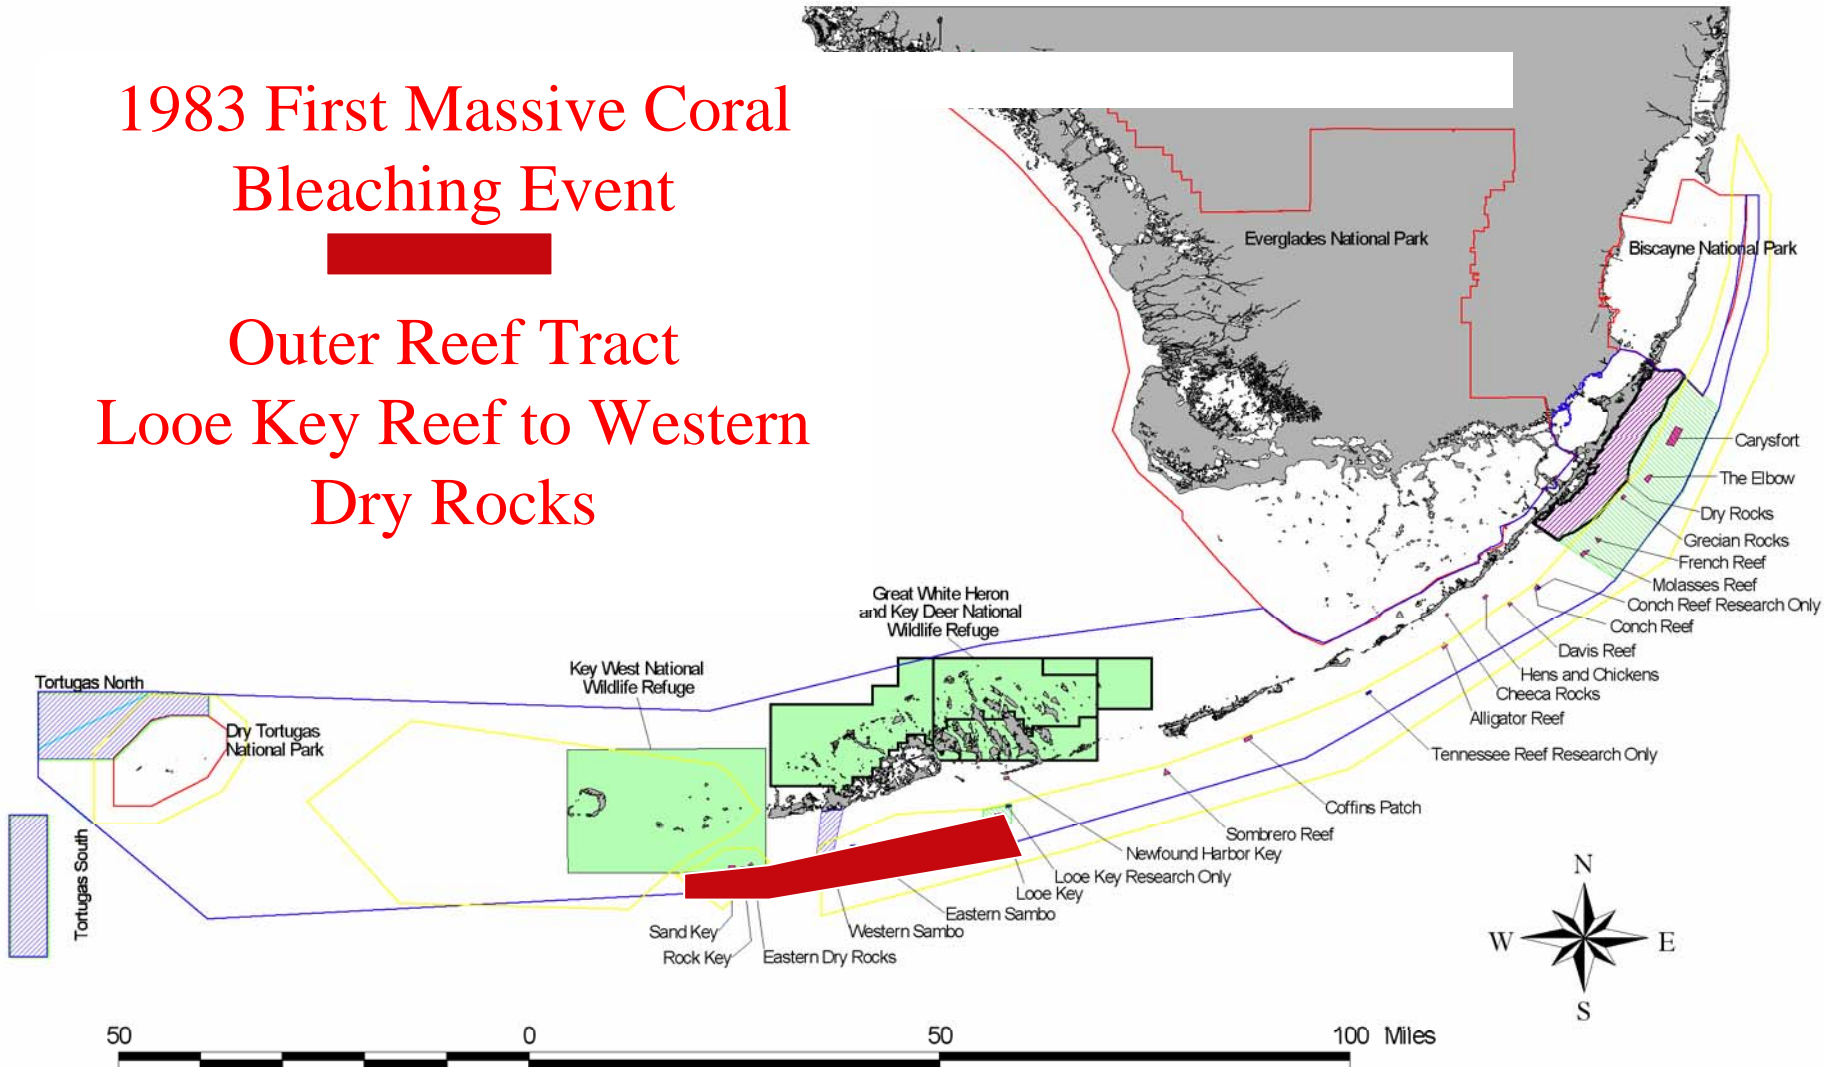 1983 First Massive Coral
Bleaching Event
Outer Reef Tract
Looe Key Reef to Western
Dry Rocks
Everglades National Park
Biscayne National Park
Carysfort
The Elbow
Dry Rocks
Grecian Rocks
French Reef
Molasses Reef
Conch Reef Research Only
Conch Reef
Davis Reef
Hens and Chickens
Cheeca Rocks
Alligator Reef
Tennessee Reef Research Only
Coffins Patch
Sombrero Reef
Newfound Harbor Key
Looe Key Research Only
Looe Key
Eastern Sambo
Western Sambo
Eastern Dry Rocks
Rock Key
Sand Key
Great White Heron
and Key Deer National
Wildlife Refuge
Key West National
Wildlife Refuge
Tortugas North
Dry Tortugas
National Park
Tortugas South
N
W
E
S
50 0 50 100 Miles